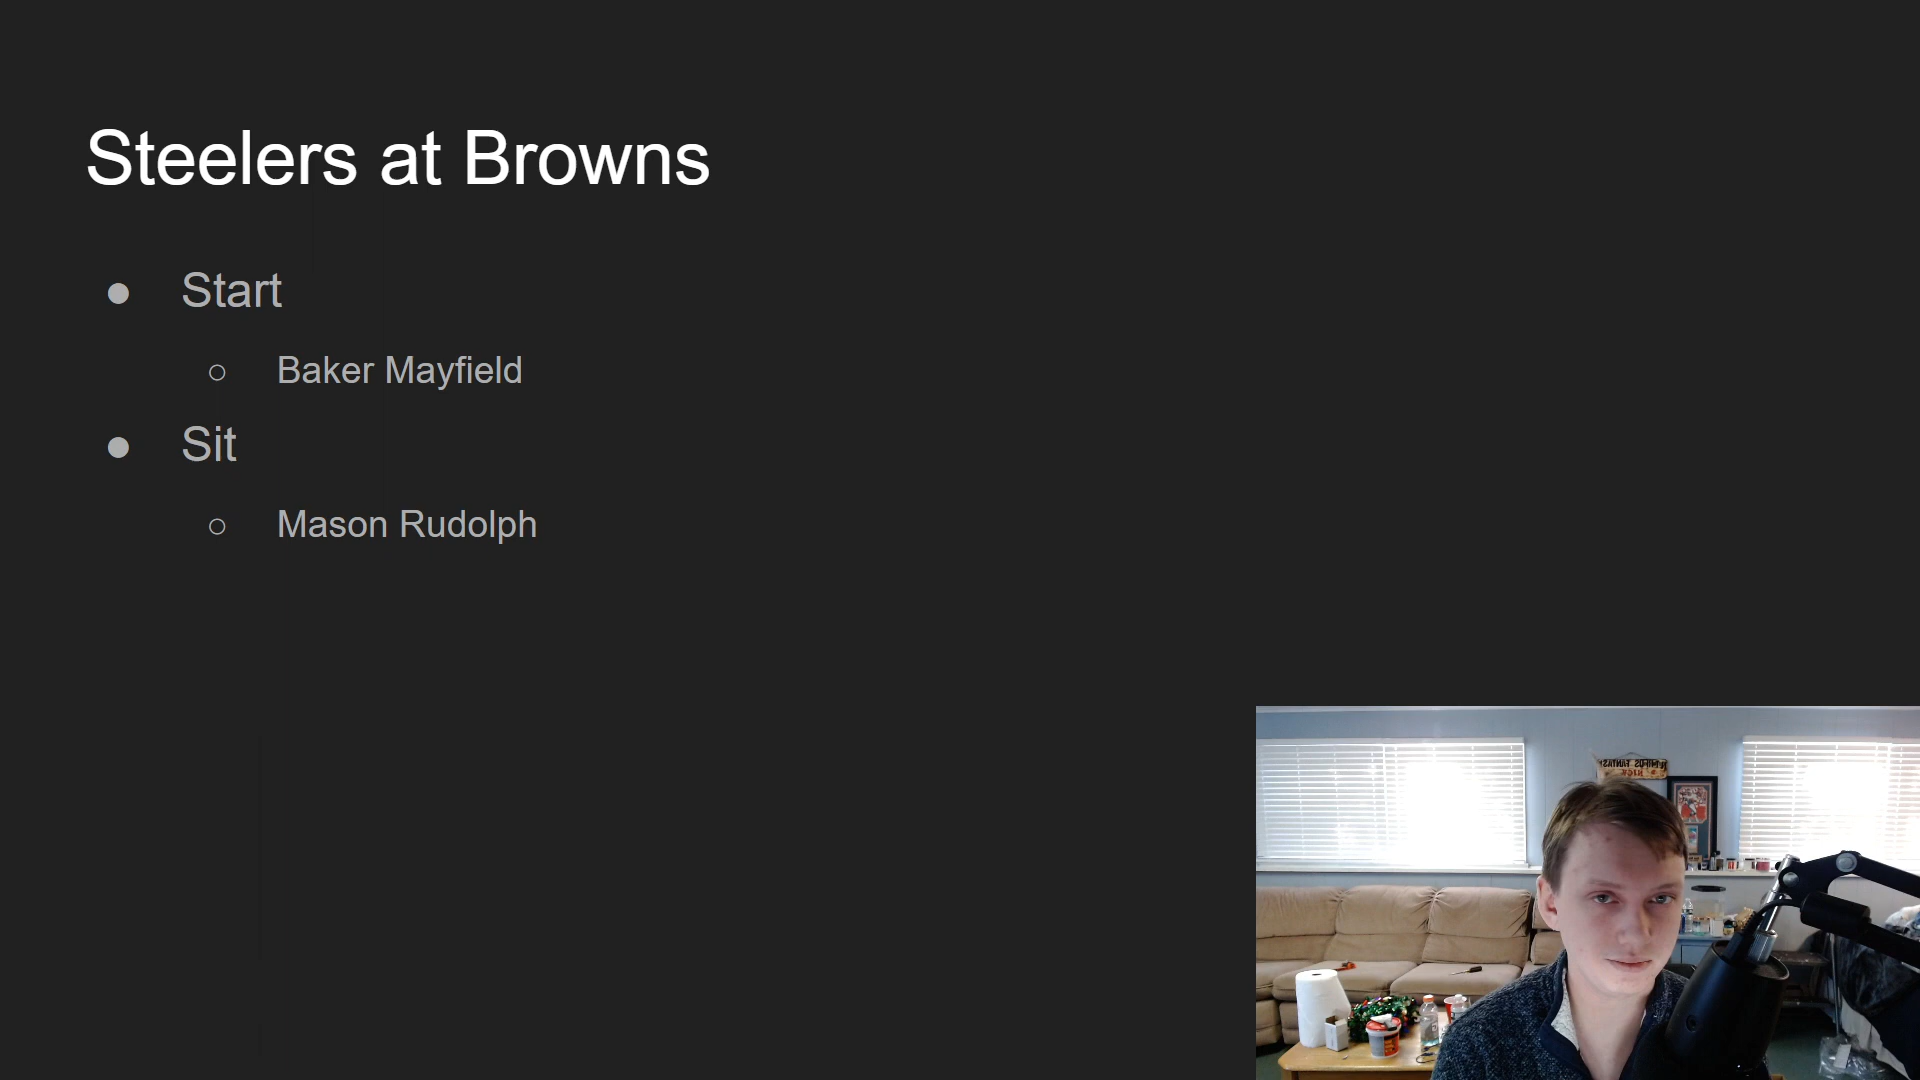 Steelers at Browns
Start
Baker Mayfield
Sit
Mason Rudolph